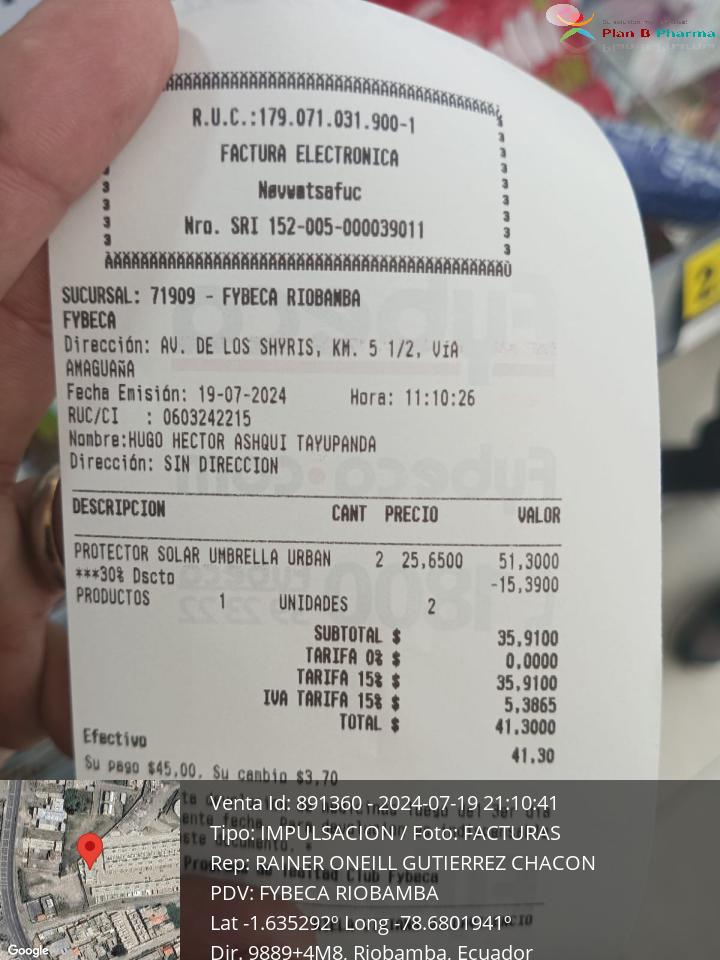 Plan B Pharma
R.U.C.:179.071.031.900-1
FACTURA ELECTRONICA
Nro. SRI 152-005-000039011
SUCURSAL: 71909 - FYBECA RIOBAMBA
FYBECA
Dirección: AV. DE LOS SHYRIS, KM. 5 1/2, VíA
AMAGUAñA
Fecha Emisión: 19-07-2024 Hora: 11:10:26
RUC/CI : 0603242215
Nombre:HUGO HECTOR ASHQUI TAYUPANDA
Dirección: SIN DIRECCION
DESCRIPCION CANT PRECIO VALOR
PROTECTOR SOLAR UMBRELLA URBAN 2 25,6500 51,3000
***30% Dscto -15,3900
PRODUCTOS 1 UNIDADES 2
SUBTOTAL $ 35,9100
TARIFA 0% $ 0,0000
TARIFA 15% $ 35,9100
IVA TARIFA 15% $ 5,3865
TOTAL $ 41,3000
Efectivo 41,30
Su pago $45,00, Su cambio $3,70
Club Fybeca
Venta Id: 891360 - 2024-07-19 21:10:41
Tipo: IMPULSACION / Foto: FACTURAS
Rep: RAINER ONEILL GUTIERREZ CHACON
PDV: FYBECA RIOBAMBA
Lat -1.635292º Long -78.6801941º
Dir. 9889+4M8, Riobamba, Ecuador
Google